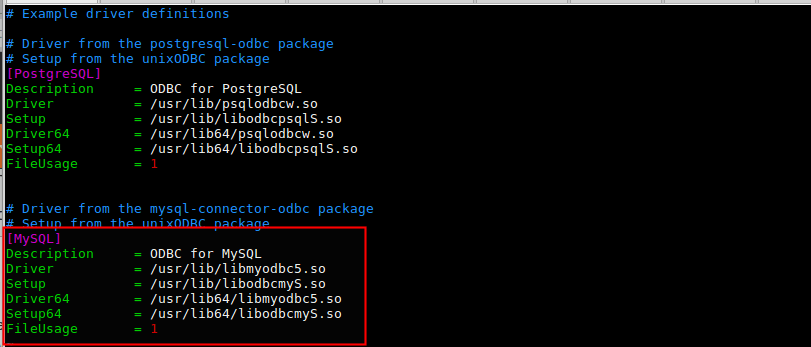 # Example driver definitions
# Driver from the postgresql-odbc package
# Setup from the unixODBC package
[PostgreSQL]
Description = ODBC for PostgreSQL
Driver = /usr/lib/psqlodbcw.so
Setup = /usr/lib/libodbcpsqlS.so
Driver64 = /usr/lib64/psqlodbcw.so
Setup64 = /usr/lib64/libodbcpsqlS.so
FileUsage = 1
# Driver from the mysql-connector-odbc package
# Setup from the unixODBC package
[MySQL]
Description = ODBC for MySQL
Driver = /usr/lib/libmyodbc5.so
Setup = /usr/lib/libodbcmyS.so
Driver64 = /usr/lib64/libmyodbc5.so
Setup64 = /usr/lib64/libodbcmyS.so
FileUsage = 1